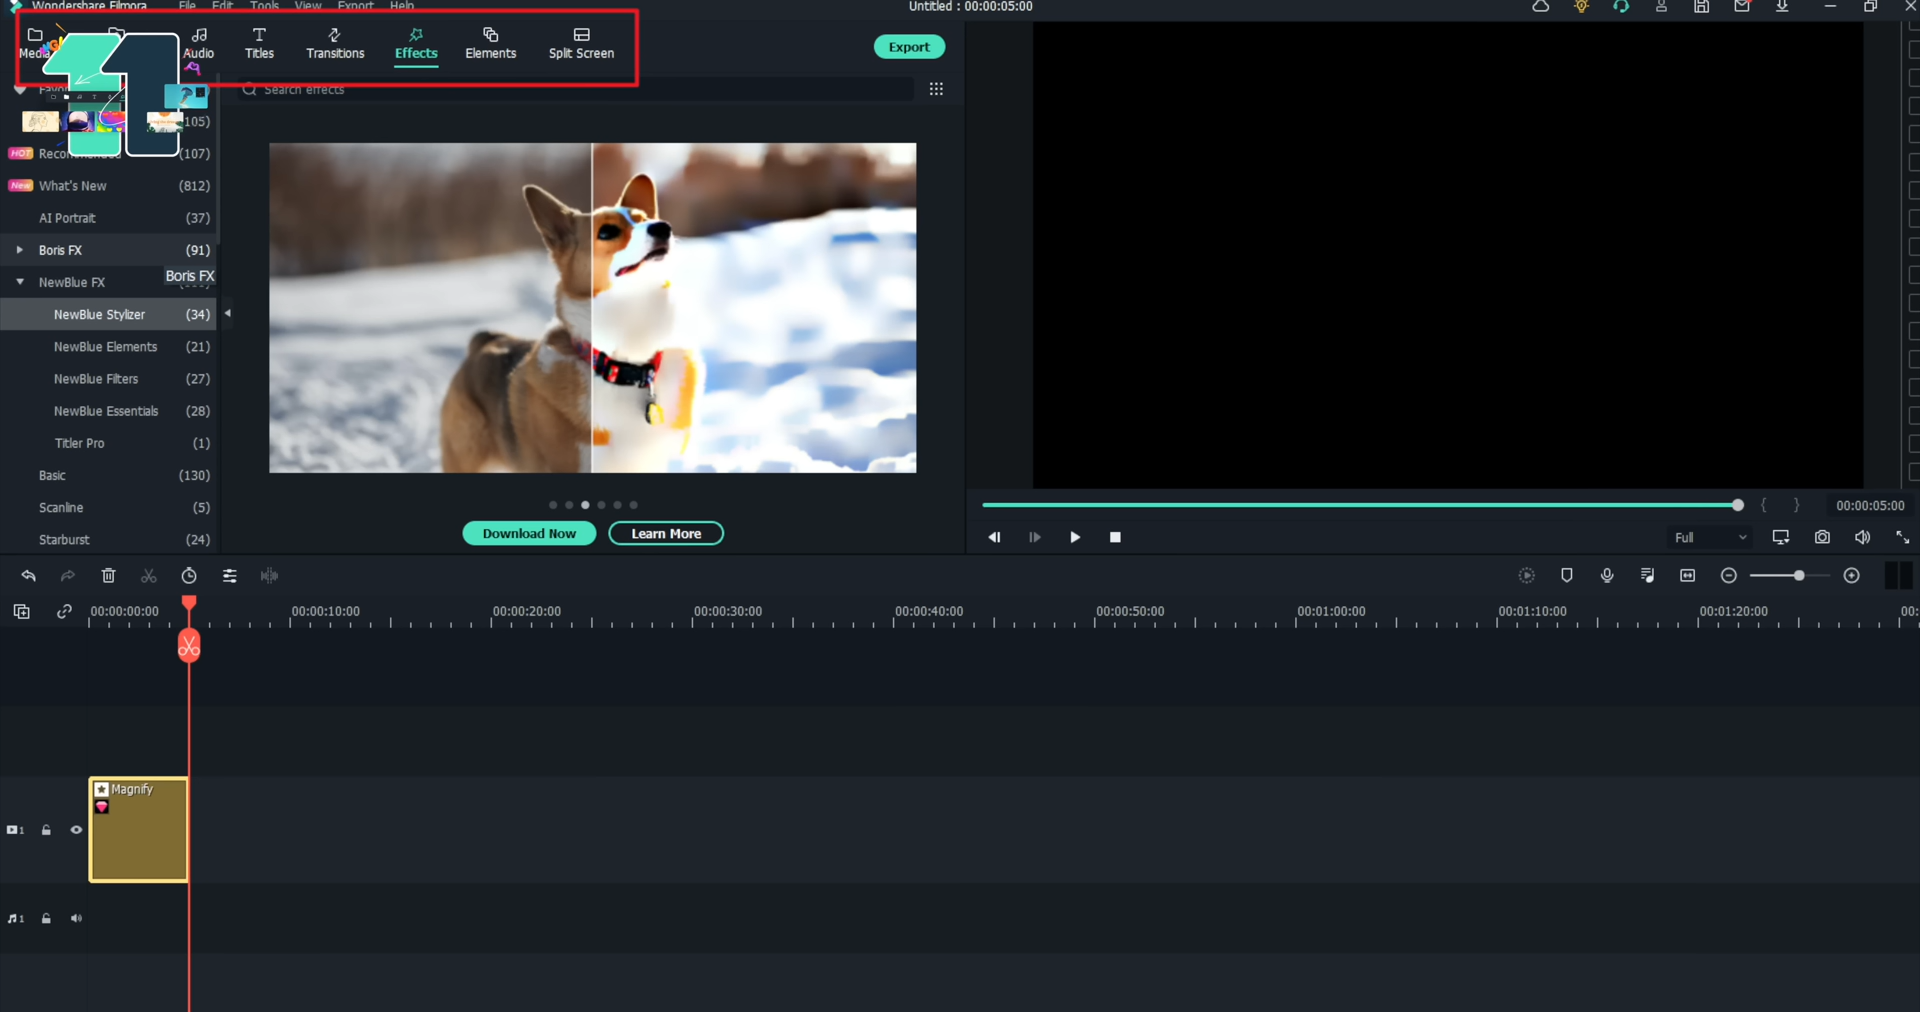 Wondershare Filmora File Edit Tools View Export Help Untitled : 00:00:05:00
Media Audio Titles Transitions Effects Elements Split Screen Export
Search effects
105)
HOT (107)
New What's New (812)
AI Portrait (37)
Boris FX (91)
Boris FX
NewBlue FX
NewBlue Stylizer (34)
NewBlue Elements (21)
NewBlue Filters (27)
NewBlue Essentials (28)
Titler Pro (1)
Basic (130)
Scanline (5)
Starburst (24)
Download Now Learn More
{ } 00:00:05:00
Full
00:00:00:00 00:00:10:00 00:00:20:00 00:00:30:00 00:00:40:00 00:00:50:00 00:01:00:00 00:01:10:00 00:01:20:00 00:
Magnify
1
1